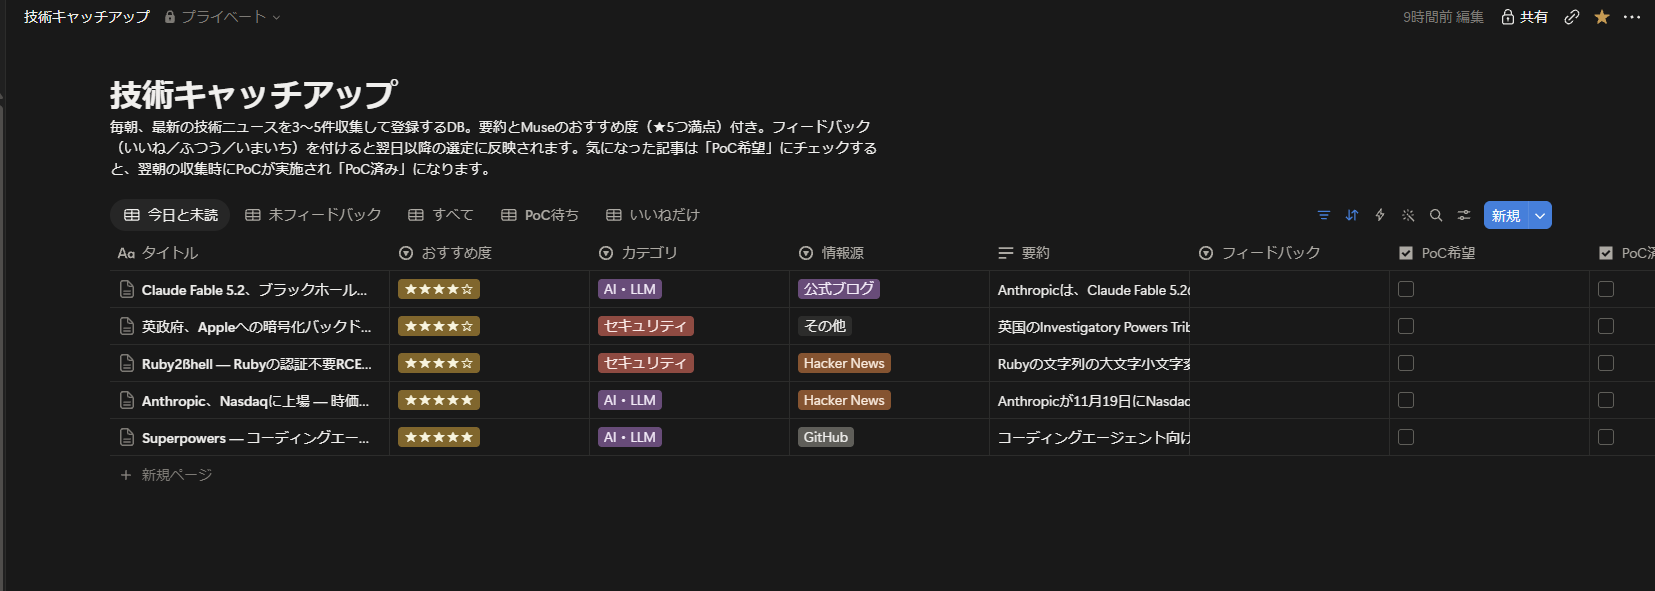 技術キャッチアップ プライベート 9時間前 編集 共有
技術キャッチアップ
毎朝、最新の技術ニュースを3〜5件収集して登録するDB。要約とMuseのおすすめ度（★5つ満点）付き。フィードバック
（いいね／ふつう／いまいち）を付けると翌日以降の選定に反映されます。気になった記事は「PoC希望」にチェックする
と、翌朝の収集時にPoCが実施され「PoC済み」になります。
今日と未読 未フィードバック すべて PoC待ち いいねだけ 新規
Aa タイトル おすすめ度 カテゴリ 情報源 要約 フィードバック PoC希望 PoC済
Claude Fable 5.2、ブラックホール... ★★★★☆ AI・LLM 公式ブログ Anthropicは、Claude Fable 5.2の
英政府、Appleへの暗号化バックド... ★★★★☆ セキュリティ その他 英国のInvestigatory Powers Trib
Ruby2ßhell — Rubyの認証不要RCE... ★★★★☆ セキュリティ Hacker News Rubyの文字列の大文字小文字変
Anthropic、Nasdaqに上場 — 時価... ★★★★★ AI・LLM Hacker News Anthropicが11月19日にNasdaq
Superpowers — コーディングエー... ★★★★★ AI・LLM GitHub コーディングエージェント向け
+ 新規ページ